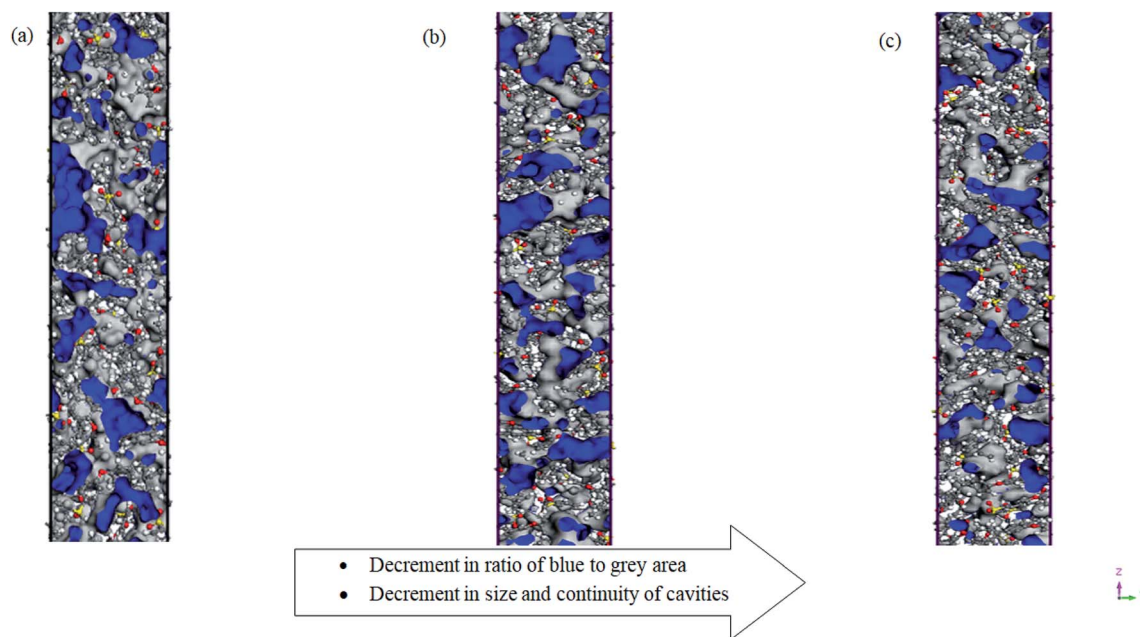 (a)
(b)
(c)
• Decrement in ratio of blue to grey area
• Decrement in size and continuity of cavities
z